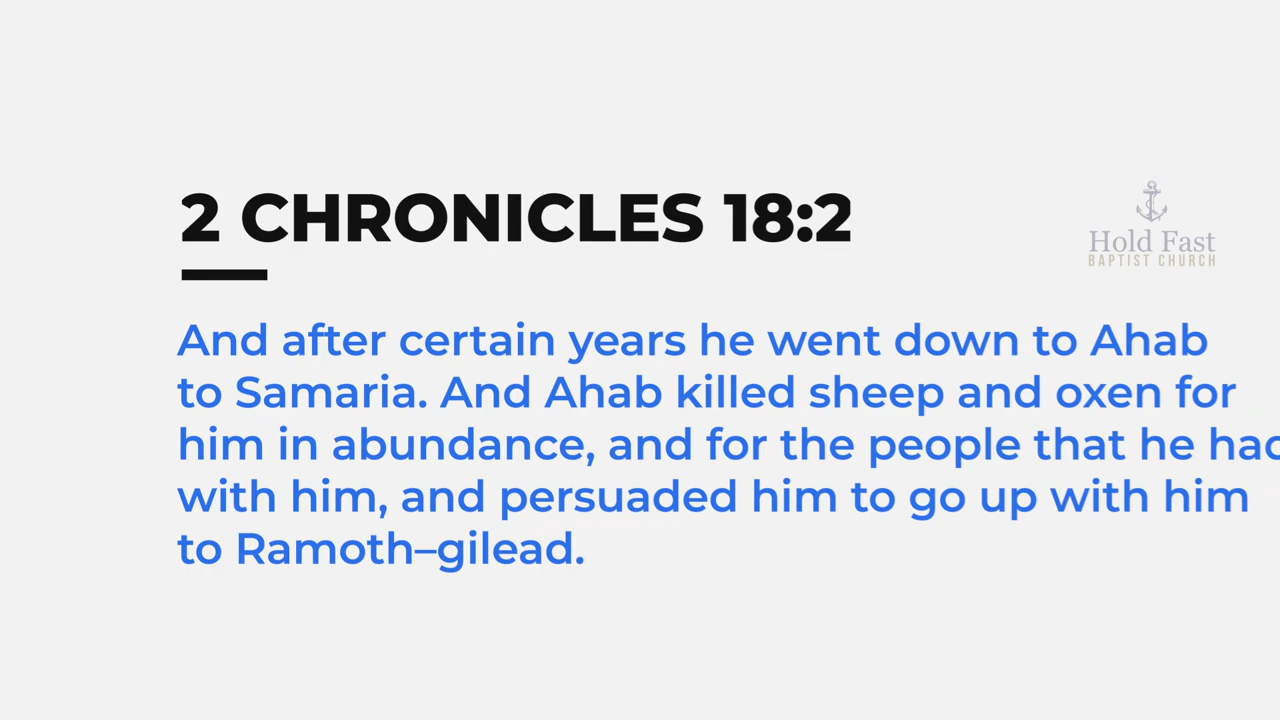 2 CHRONICLES 18:2
Hold Fast
BAPTIST CHURCH
And after certain years he went down to Ahab
to Samaria. And Ahab killed sheep and oxen for
him in abundance, and for the people that he had
with him, and persuaded him to go up with him
to Ramoth–gilead.